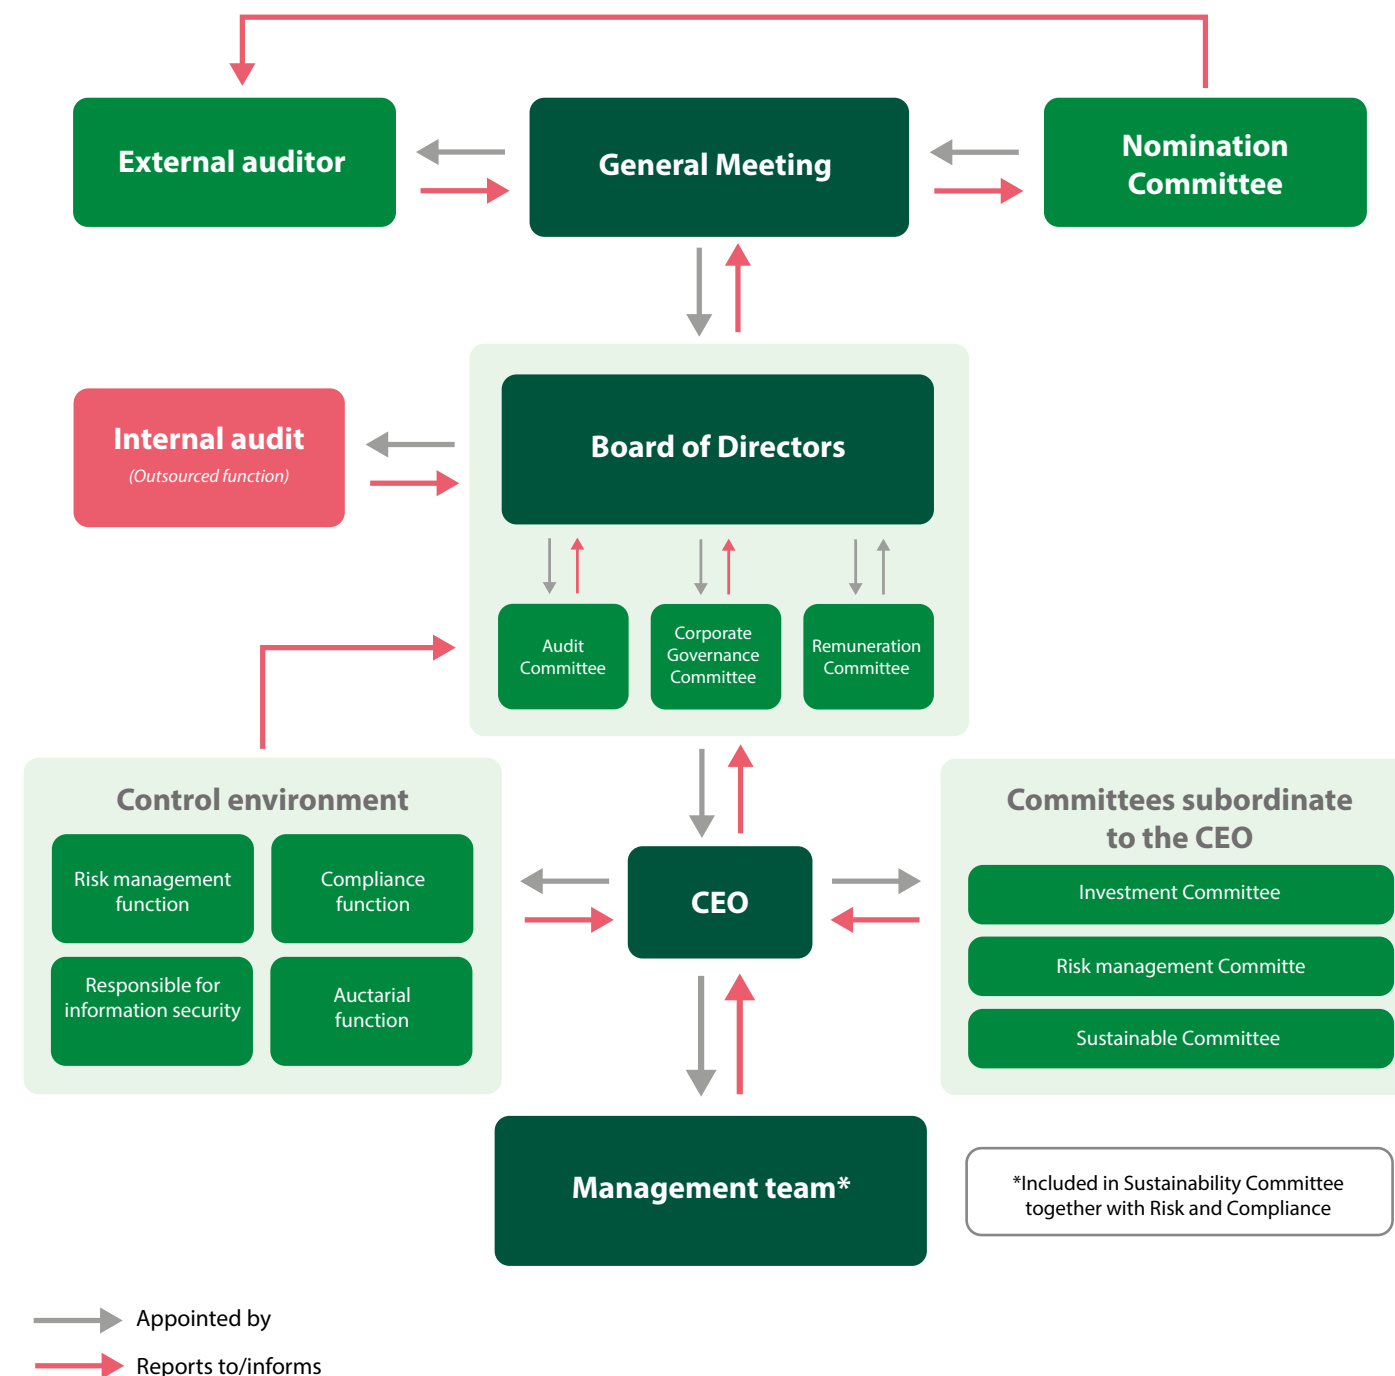 External auditor
General Meeting
Nomination
Committee
Internal audit
(Outsourced function)
Board of Directors
Audit
Committee
Corporate
Governance
Committee
Remuneration
Committee
Control environment
Risk management
function
Compliance
function
Responsible for
information security
Auctarial
function
CEO
Committees subordinate
to the CEO
Investment Committee
Risk management Committe
Sustainable Committee
Management team*
*Included in Sustainability Committee
together with Risk and Compliance
Appointed by
Reports to/informs